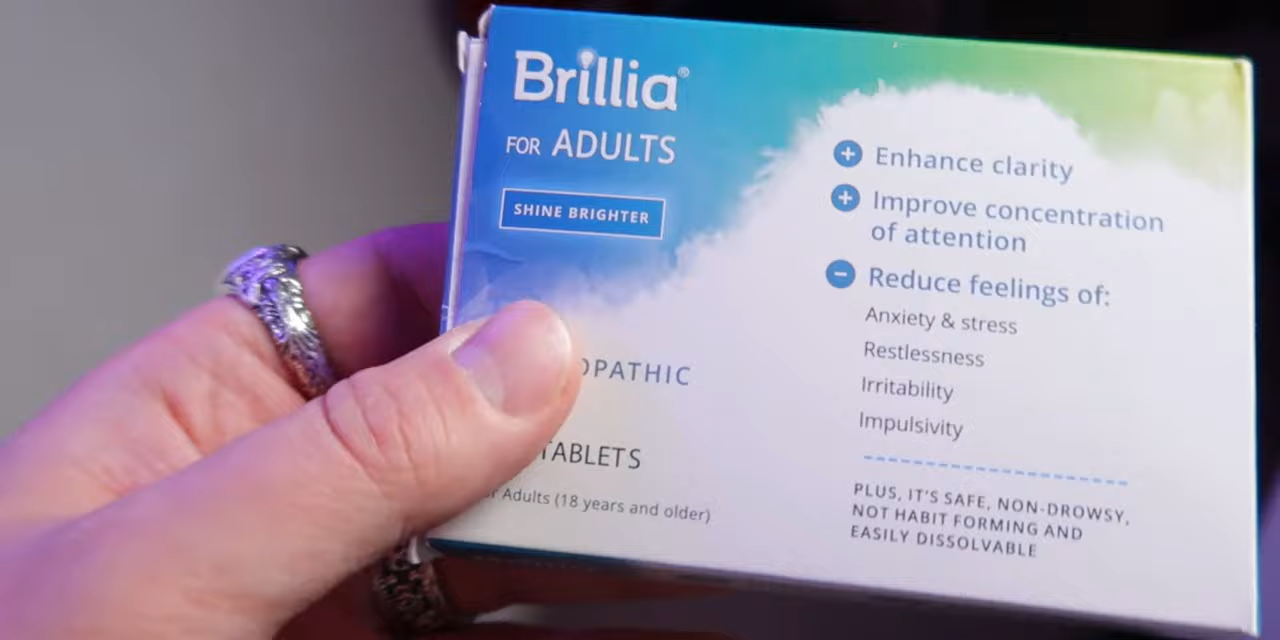 Brillia®
FOR ADULTS
SHINE BRIGHTER
OPATHIC
TABLETS
Adults (18 years and older)
Enhance clarity
Improve concentration
of attention
Reduce feelings of:
Anxiety & stress
Restlessness
Irritability
Impulsivity
PLUS, IT'S SAFE, NON-DROWSY,
NOT HABIT FORMING AND
EASILY DISSOLVABLE